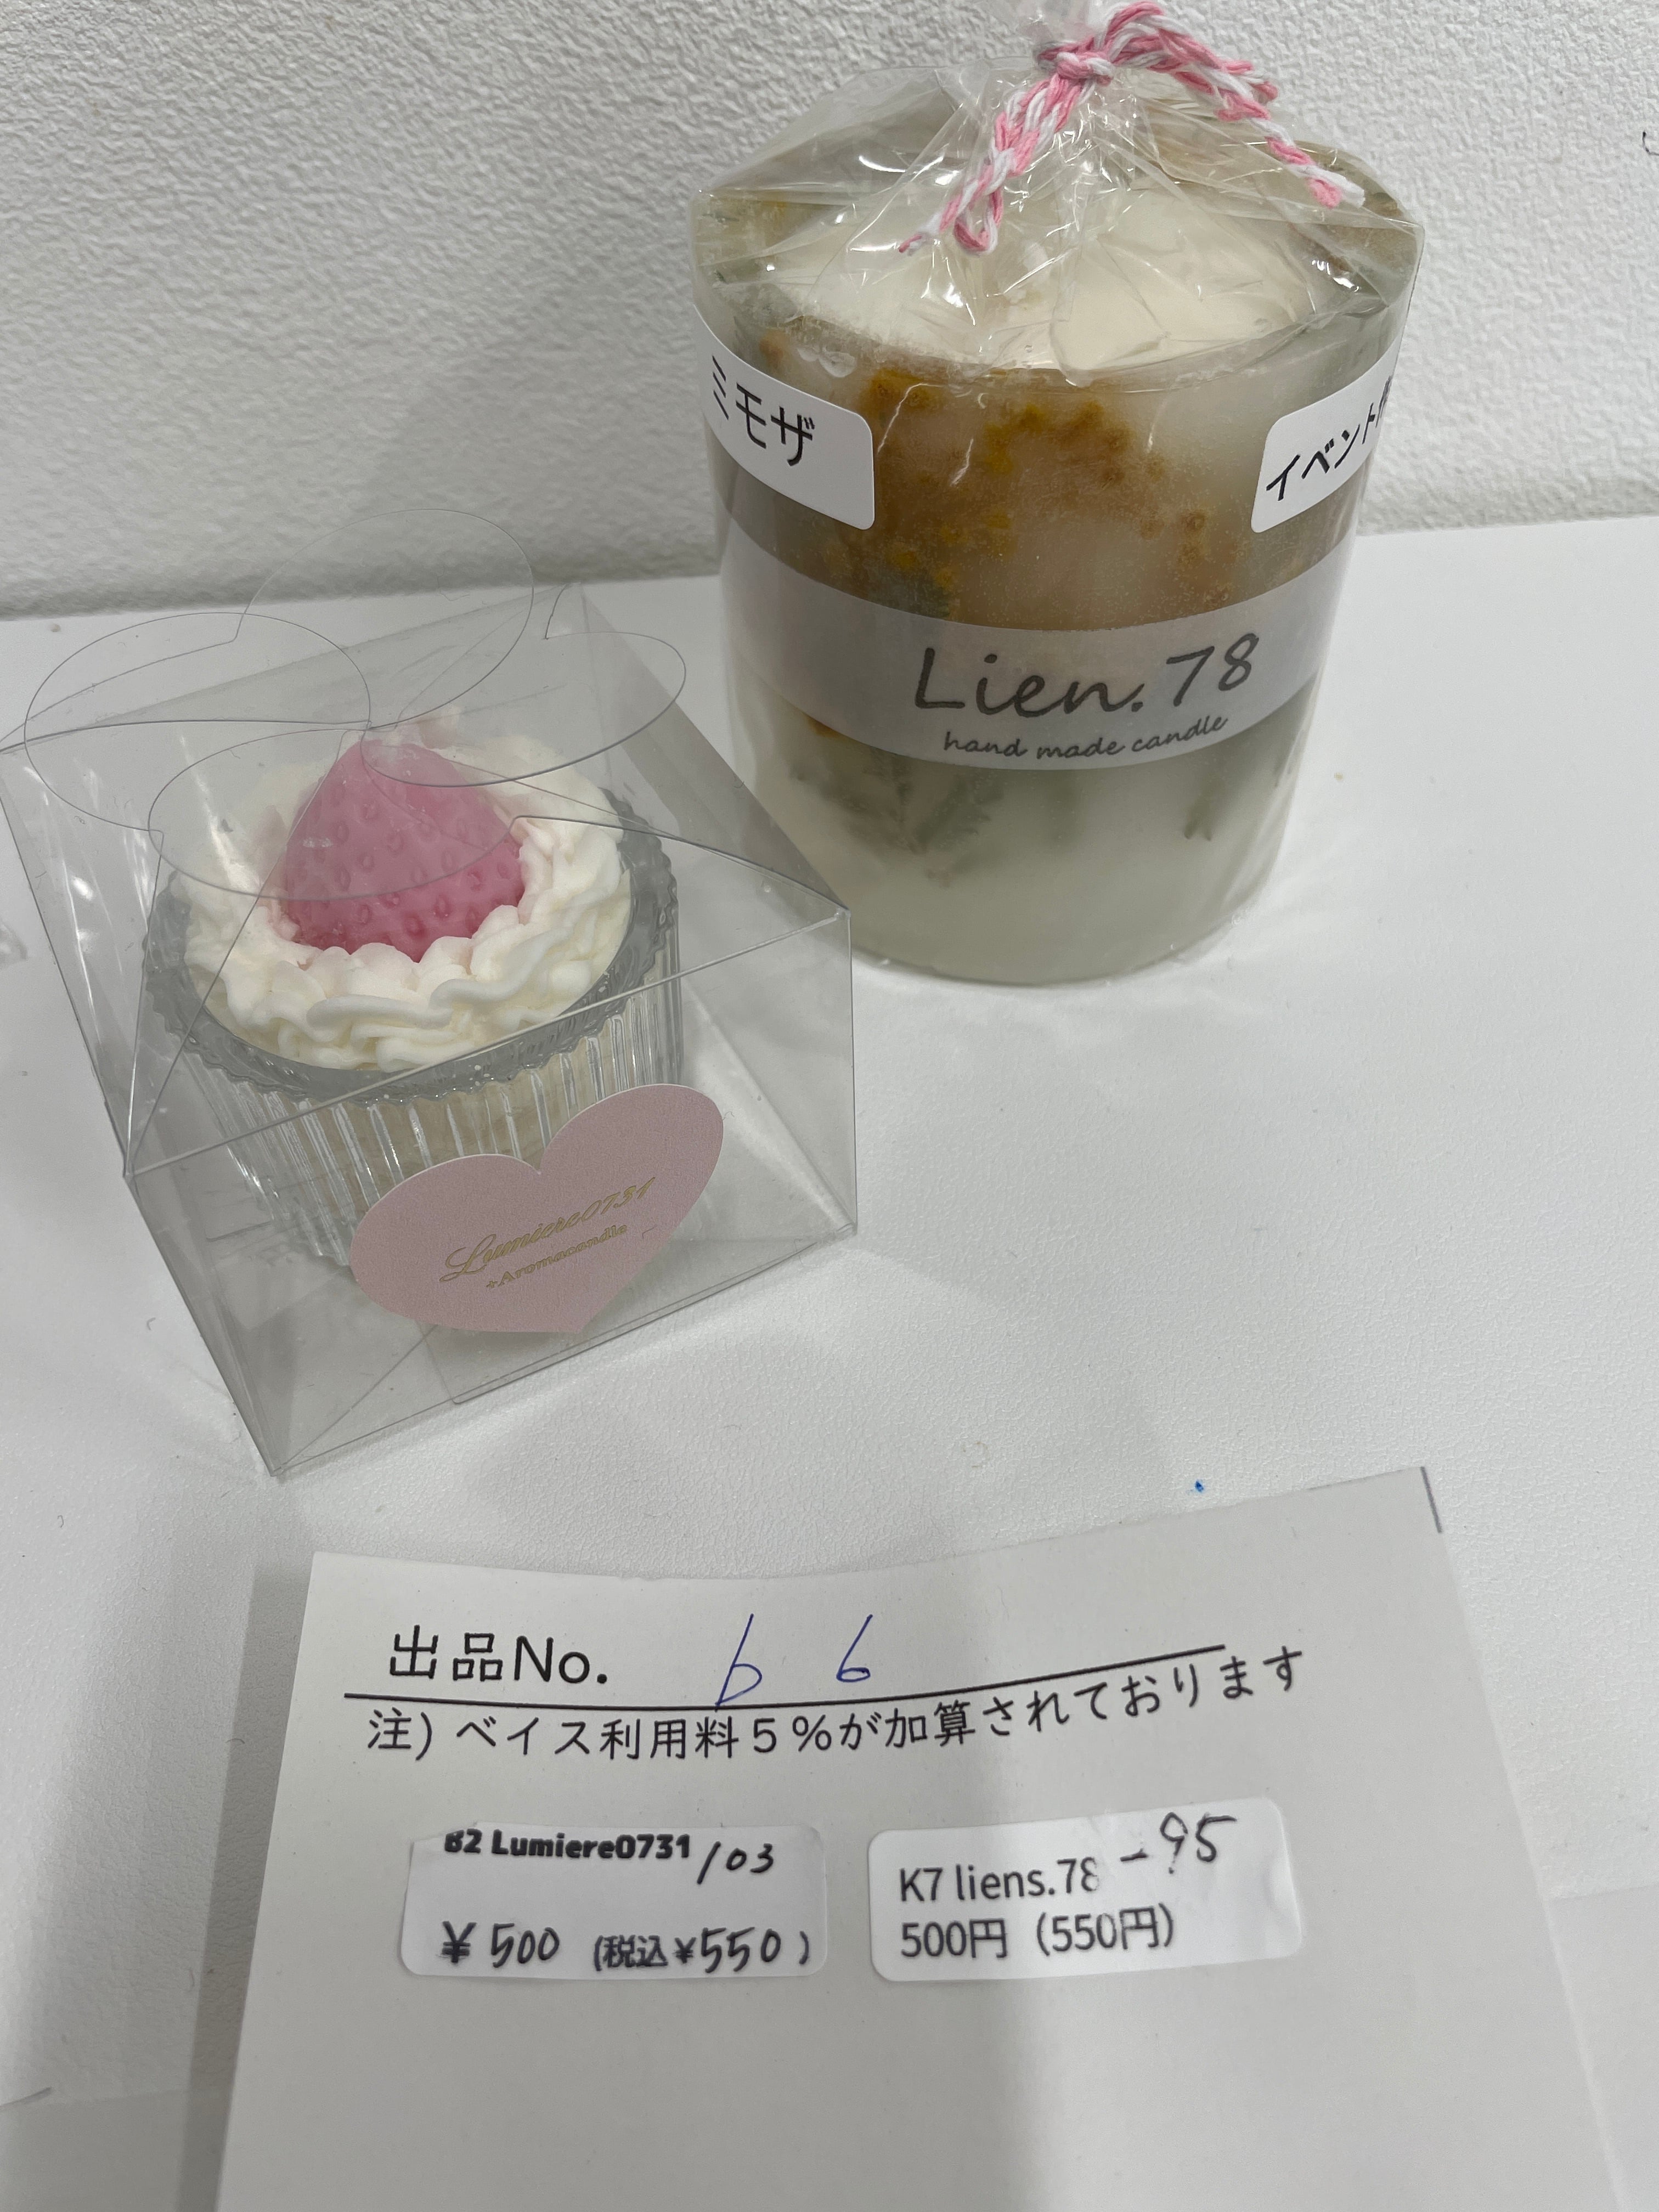 ミモザ
イベント
Lien.78
hand made candle
Lumiere0731
+Aromacandle
出品No. b 6
注) ベイス利用料5%が加算されております
B2 Lumiere0731 /03
¥500 (税込¥550)
K7 liens.78 -95
500円 (550円)